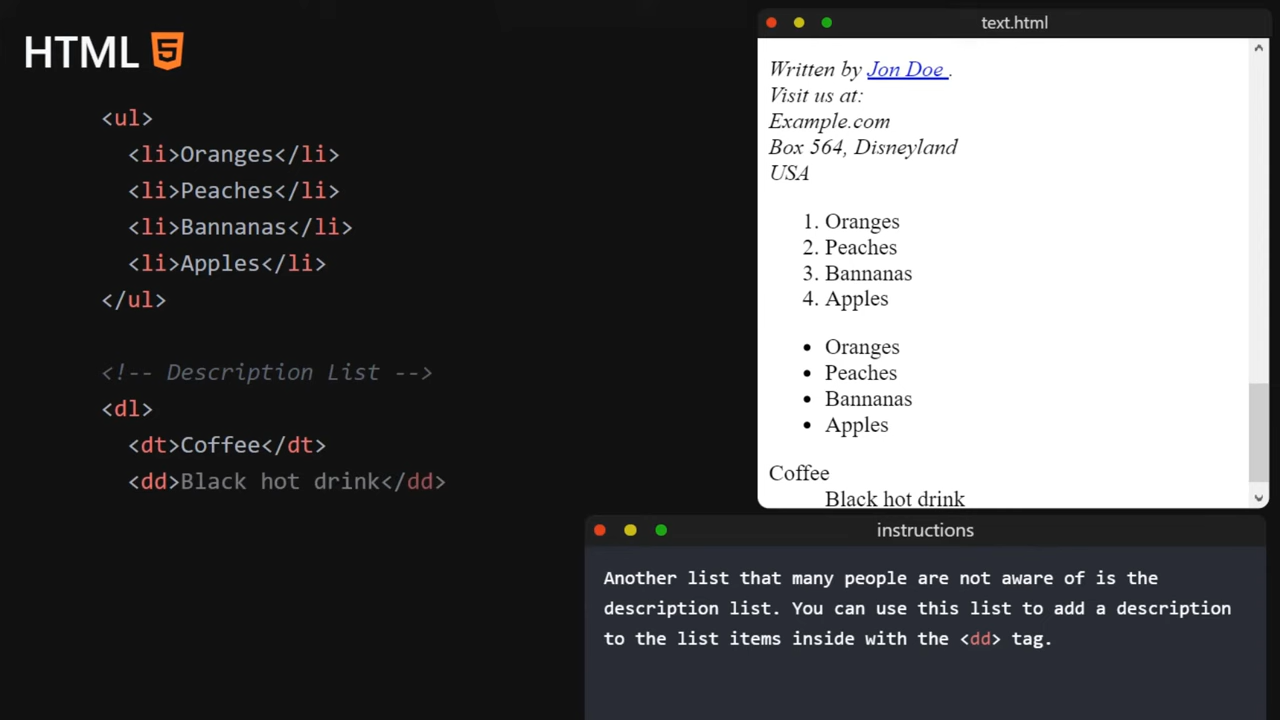 HTML 5
<ul>
<li>Oranges</li>
<li>Peaches</li>
<li>Bannanas</li>
<li>Apples</li>
</ul>
<!-- Description List -->
<dl>
<dt>Coffee</dt>
<dd>Black hot drink</dd>
text.html
Written by Jon Doe .
Visit us at:
Example.com
Box 564, Disneyland
USA
1. Oranges
2. Peaches
3. Bannanas
4. Apples
• Oranges
• Peaches
• Bannanas
• Apples
Coffee
Black hot drink
instructions
Another list that many people are not aware of is the
description list. You can use this list to add a description
to the list items inside with the <dd> tag.